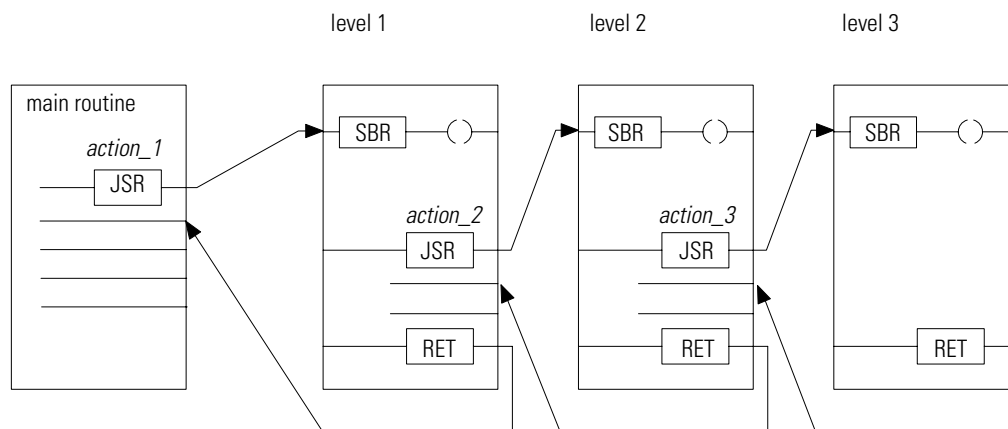 level 1
level 2
level 3
main routine
action_1
JSR
SBR
action_2
JSR
RET
SBR
action_3
JSR
RET
SBR
RET